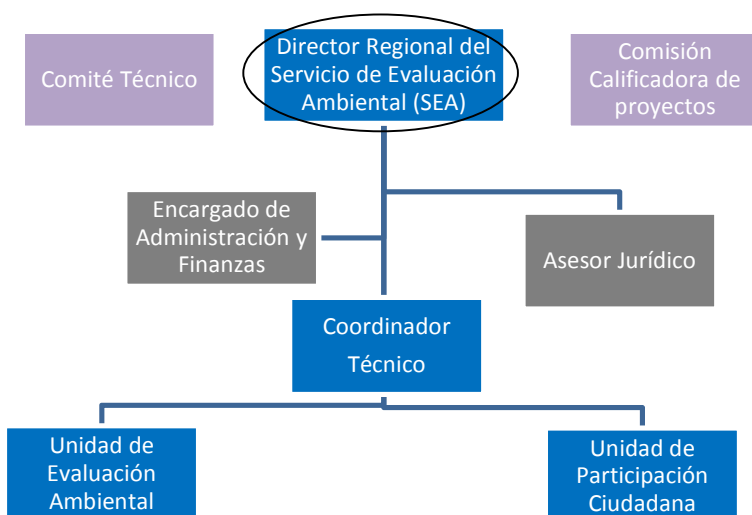 Comité Técnico
Director Regional del
Servicio de Evaluación
Ambiental (SEA)
Comisión
Calificadora de
proyectos
Encargado de
Administración y
Finanzas
Asesor Jurídico
Coordinador
Técnico
Unidad de
Evaluación
Ambiental
Unidad de
Participación
Ciudadana